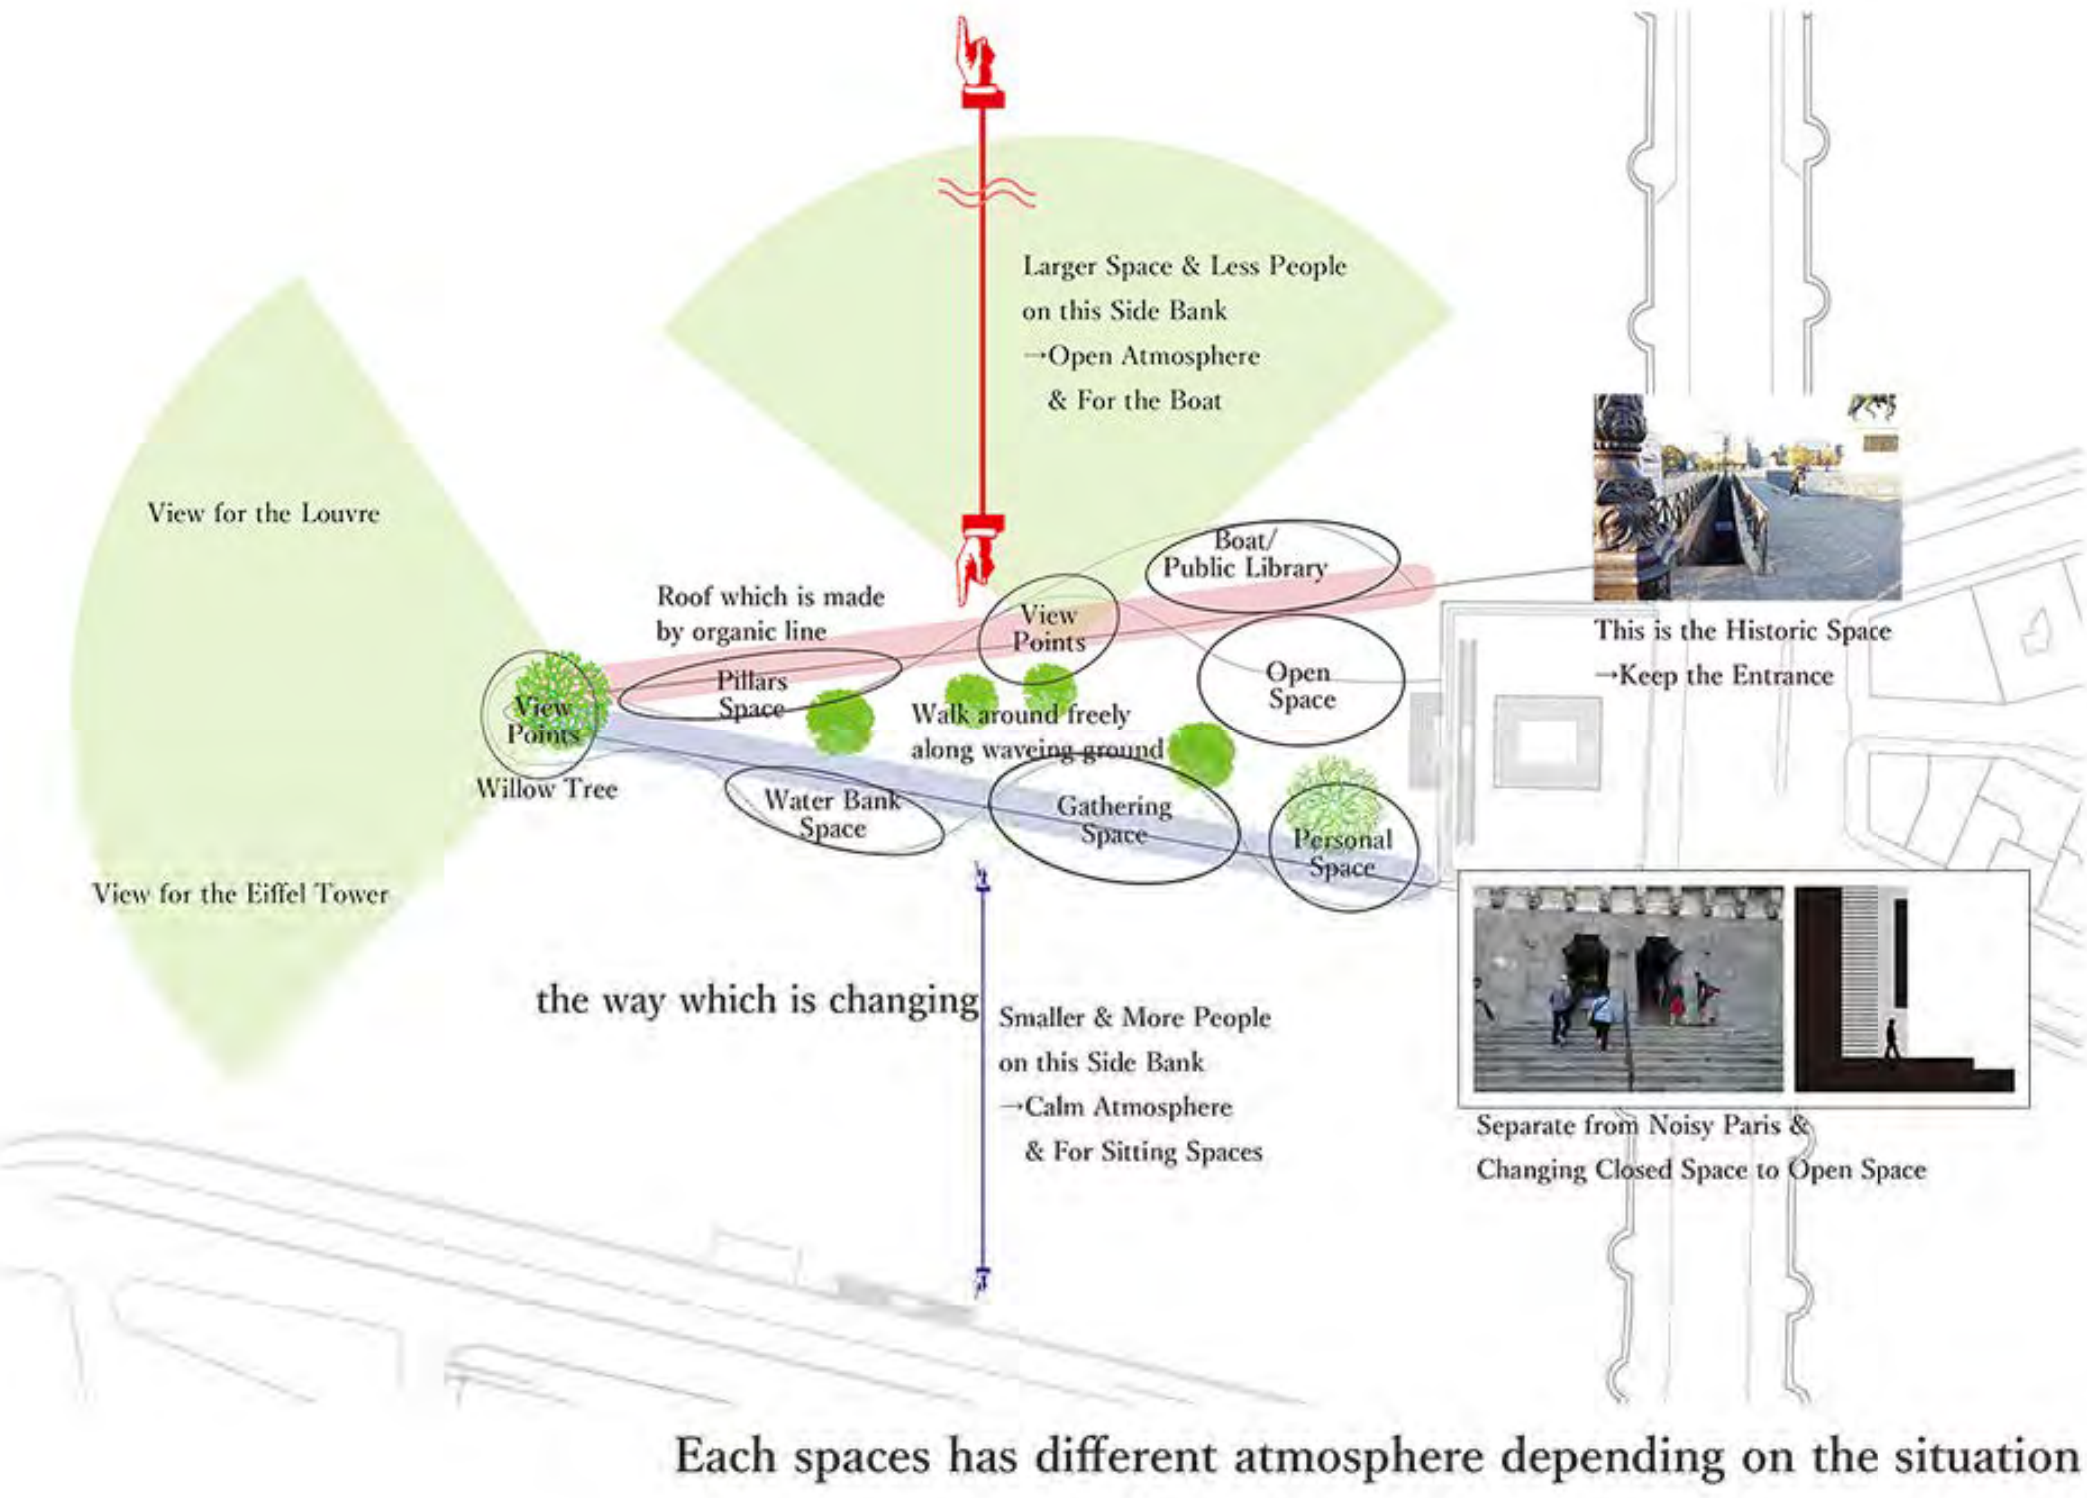 Larger Space & Less People
on this Side Bank
→Open Atmosphere
& For the Boat
View for the Louvre
View for the Eiffel Tower
Roof which is made
by organic line
Boat/
Public Library
View
Points
Pillars
Space
Open
Space
View
Points
Willow Tree
Walk around freely
along waveing ground
Water Bank
Space
Gathering
Space
Personal
Space
This is the Historic Space
→Keep the Entrance
the way which is changing
Smaller & More People
on this Side Bank
→Calm Atmosphere
& For Sitting Spaces
Separate from Noisy Paris &
Changing Closed Space to Open Space
Each spaces has different atmosphere depending on the situation